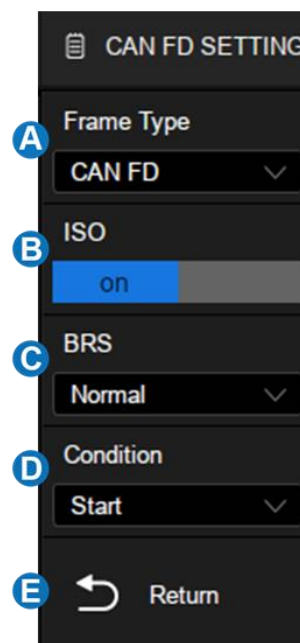 CAN FD SETTING
A
Frame Type
CAN FD
B
ISO
on
C
BRS
Normal
D
Condition
Start
E
Return